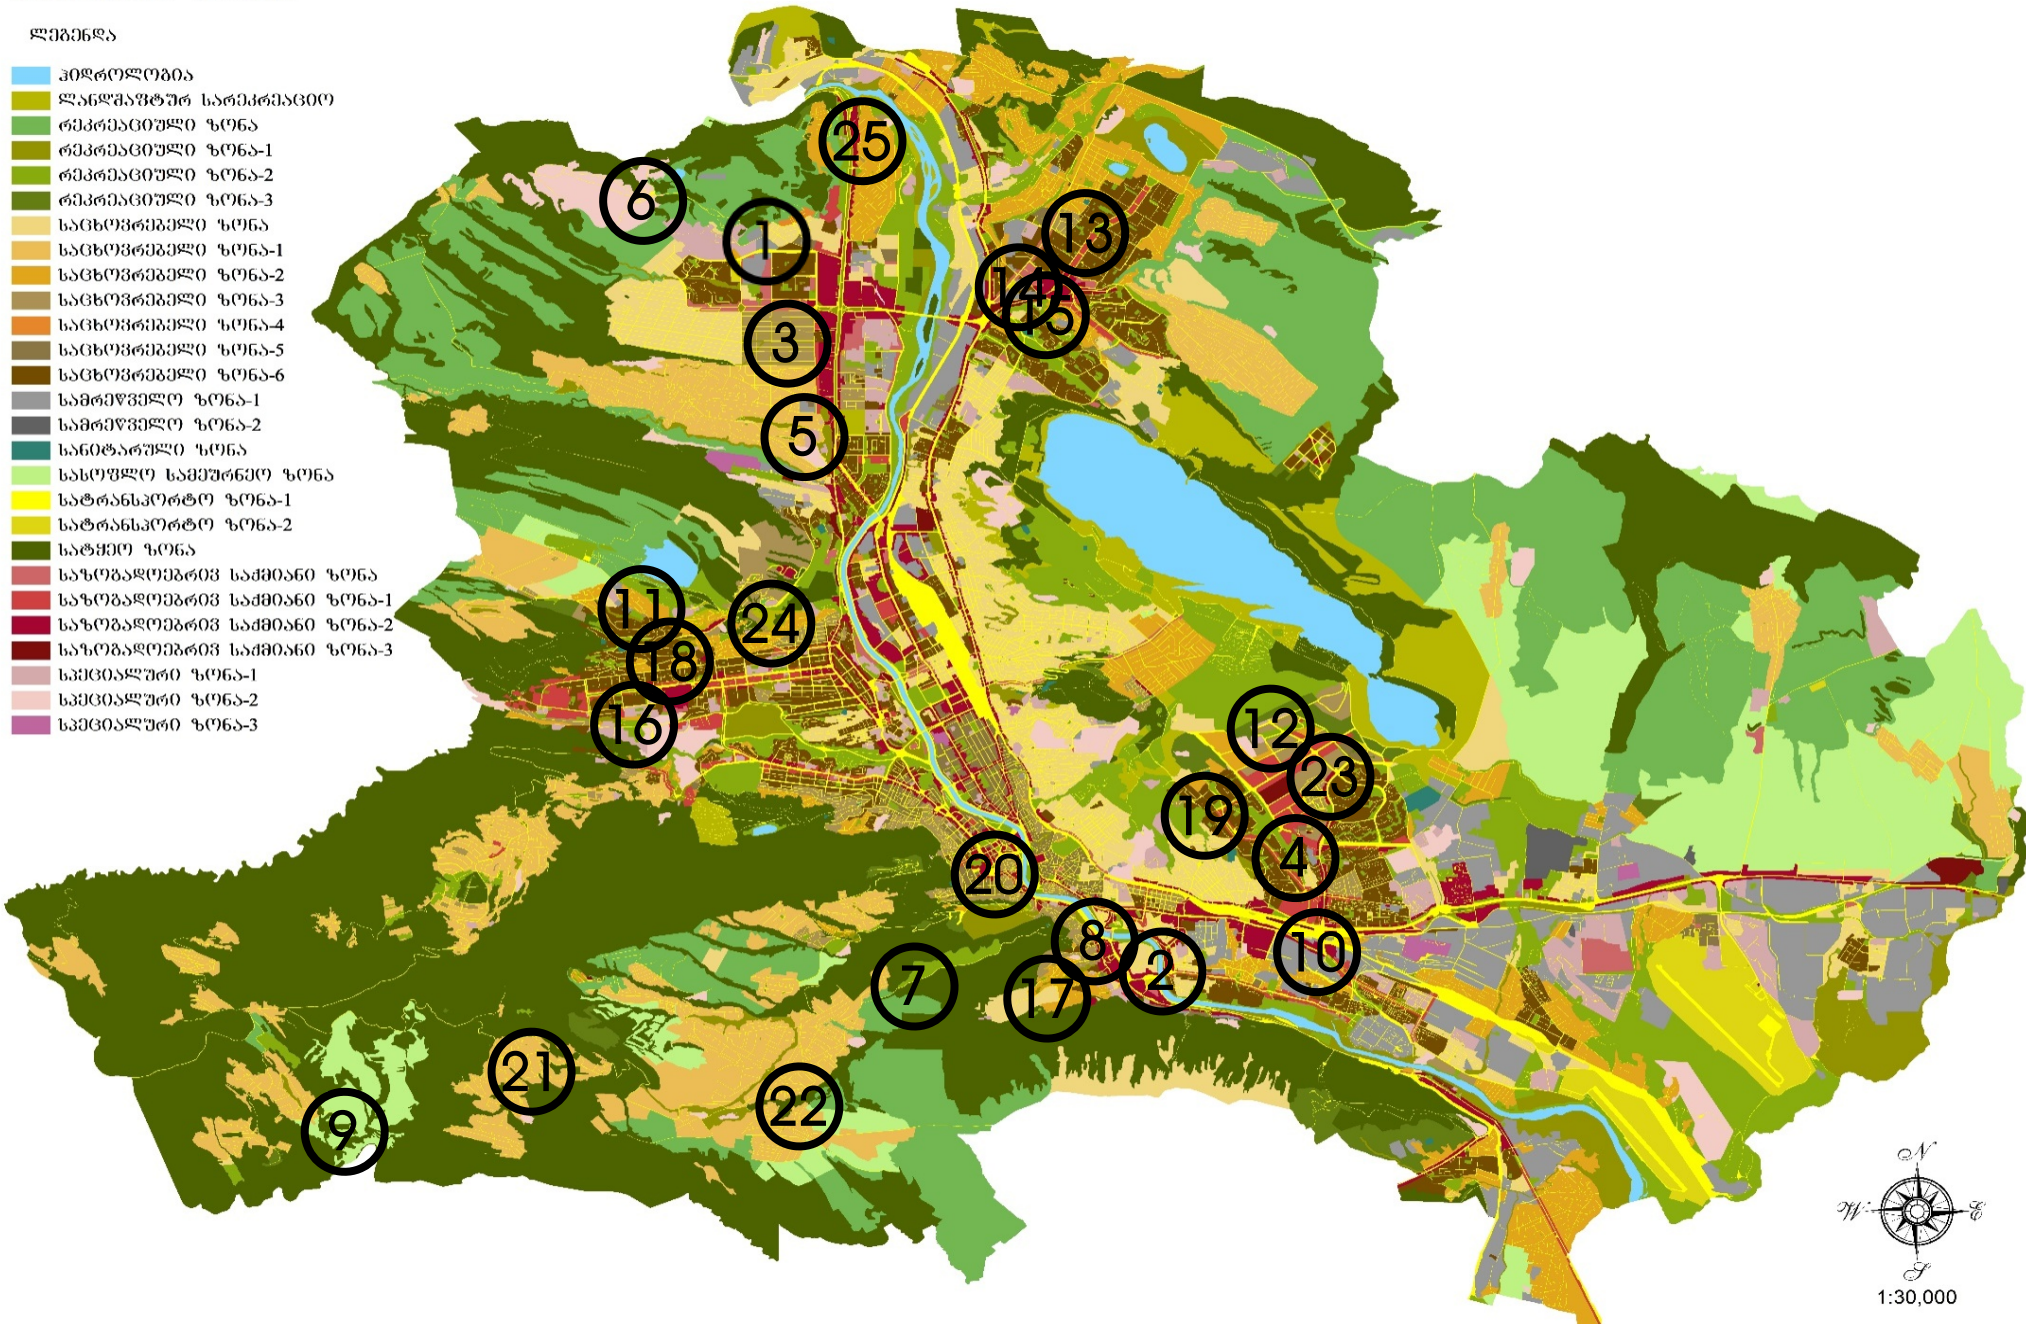 ლეგენდა
ჰიდროლოგია
ლანდშაფტურ სარეკრეაციო
რეკრეაციული ზონა
რეკრეაციული ზონა-1
რეკრეაციული ზონა-2
რეკრეაციული ზონა-3
საცხოვრებელი ზონა
საცხოვრებელი ზონა-1
საცხოვრებელი ზონა-2
საცხოვრებელი ზონა-3
საცხოვრებელი ზონა-4
საცხოვრებელი ზონა-5
საცხოვრებელი ზონა-6
სამრეწველო ზონა-1
სამრეწველო ზონა-2
სანიტარული ზონა
სასოფლო სამეურნეო ზონა
სატრანსპორტო ზონა-1
სატრანსპორტო ზონა-2
სატყეო ზონა
საზოგადოებრივ საქმიანი ზონა
საზოგადოებრივ საქმიანი ზონა-1
საზოგადოებრივ საქმიანი ზონა-2
საზოგადოებრივ საქმიანი ზონა-3
სპეციალური ზონა-1
სპეციალური ზონა-2
სპეციალური ზონა-3
25
6
1
13
14
15
3
5
11
24
18
16
12
23
19
4
20
8
10
2
7
17
21
22
9
N
W
E
S
1:30,000